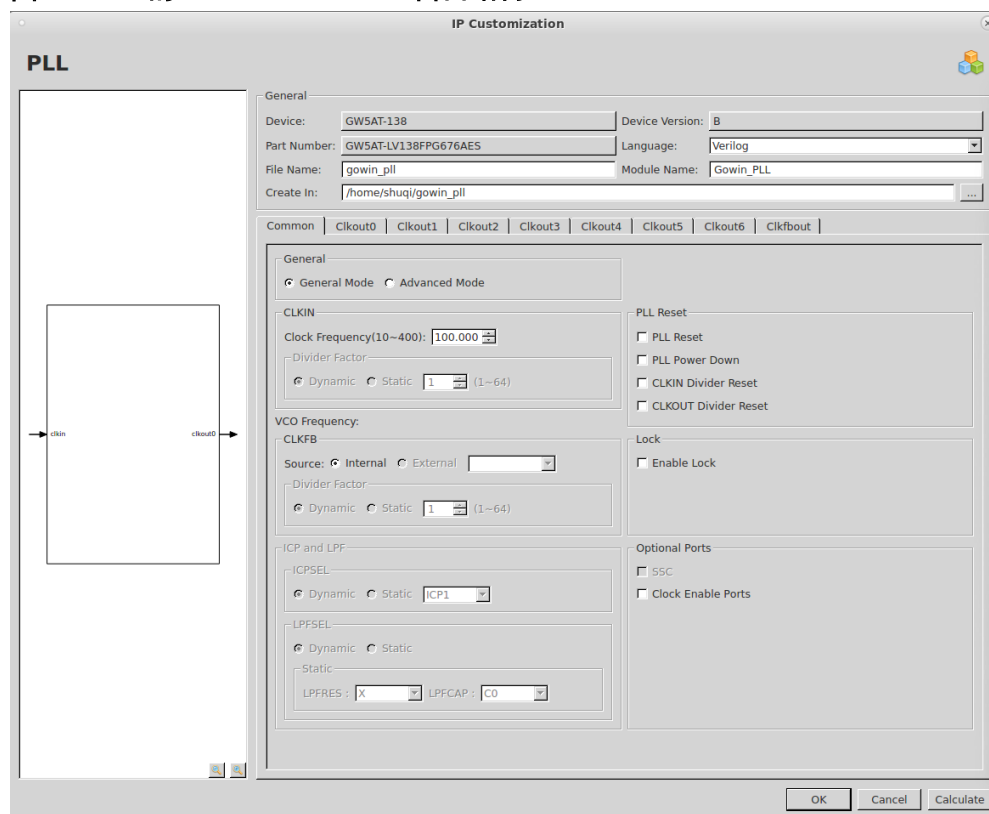 IP Customization
PLL
General
Device: GW5AT-138 Device Version: B
Part Number: GW5AT-LV138FPG676AES Language: Verilog
File Name: gowin_pll Module Name: Gowin_PLL
Create In: /home/shuqi/gowin_pll ...
Common Clkout0 Clkout1 Clkout2 Clkout3 Clkout4 Clkout5 Clkout6 Clkfbout
General
General Mode Advanced Mode
CLKIN PLL Reset
Clock Frequency(10~400): 100.000 PLL Reset
Divider Factor PLL Power Down
Dynamic Static 1 (1~64) CLKIN Divider Reset
CLKOUT Divider Reset
VCO Frequency:
clkin clkout0
CLKFB Lock
Source: Internal External Enable Lock
Divider Factor
Dynamic Static 1 (1~64)
ICP and LPF Optional Ports
ICPSEL SSC
Dynamic Static ICP1 Clock Enable Ports
LPFSEL
Dynamic Static
Static
LPFRES : X LPFCAP : C0
OK Cancel Calculate